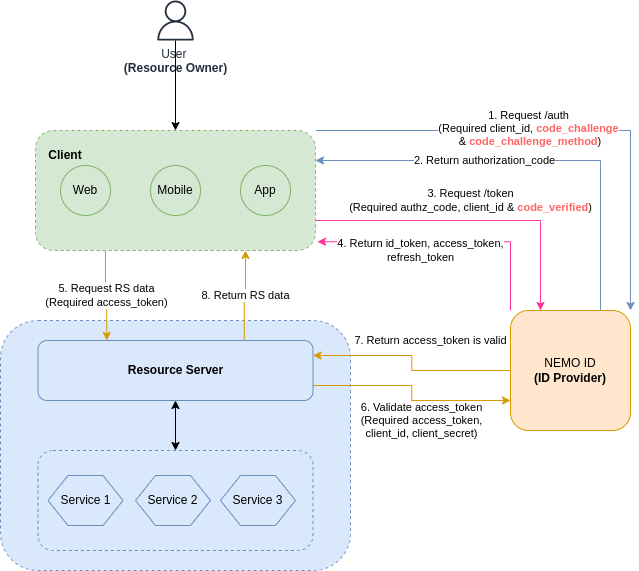 User
(Resource Owner)
1. Request /auth
(Required client_id, code_challenge
& code_challenge_method)
Client
2. Return authorization_code
Web
Mobile
App
3. Request /token
(Required authz_code, client_id & code_verified)
4. Return id_token, access_token,
refresh_token
5. Request RS data
(Required access_token)
8. Return RS data
7. Return access_token is valid
NEMO ID
(ID Provider)
Resource Server
6. Validate access_token
(Required access_token,
client_id, client_secret)
Service 1
Service 2
Service 3